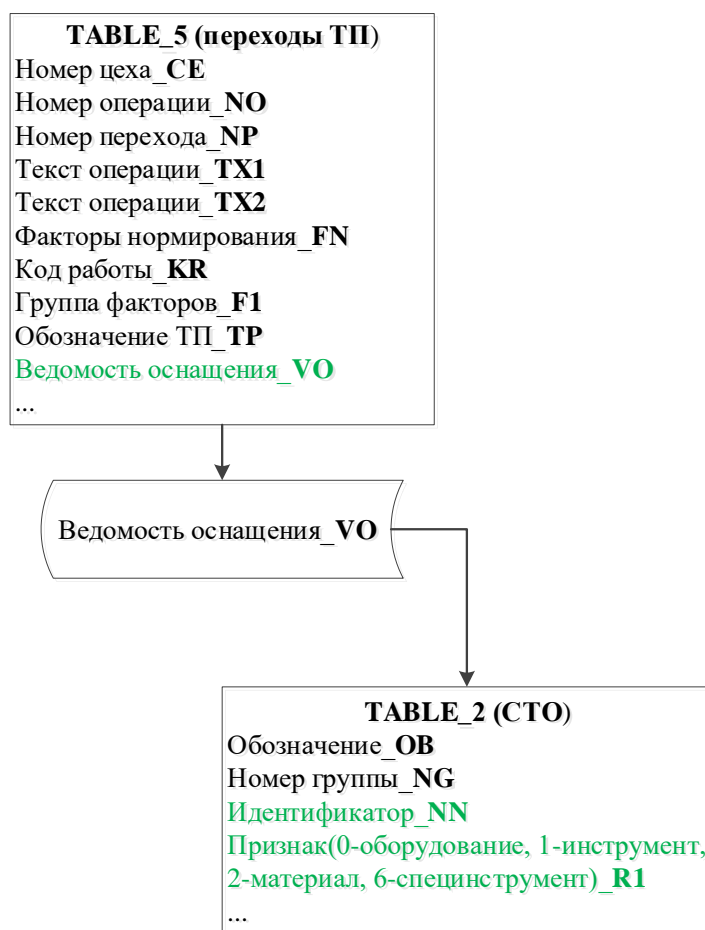 TABLE_5 (переходы ТП)
Номер цеха_CE
Номер операции_NO
Номер перехода_NP
Текст операции_TX1
Текст операции_TX2
Факторы нормирования_FN
Код работы_KR
Группа факторов_F1
Обозначение ТП_TP
Ведомость оснащения_VO
...
Ведомость оснащения_VO
TABLE_2 (СТО)
Обозначение_OB
Номер группы_NG
Идентификатор_NN
Признак(0-оборудование, 1-инструмент,
2-материал, 6-специнструмент)_R1
...